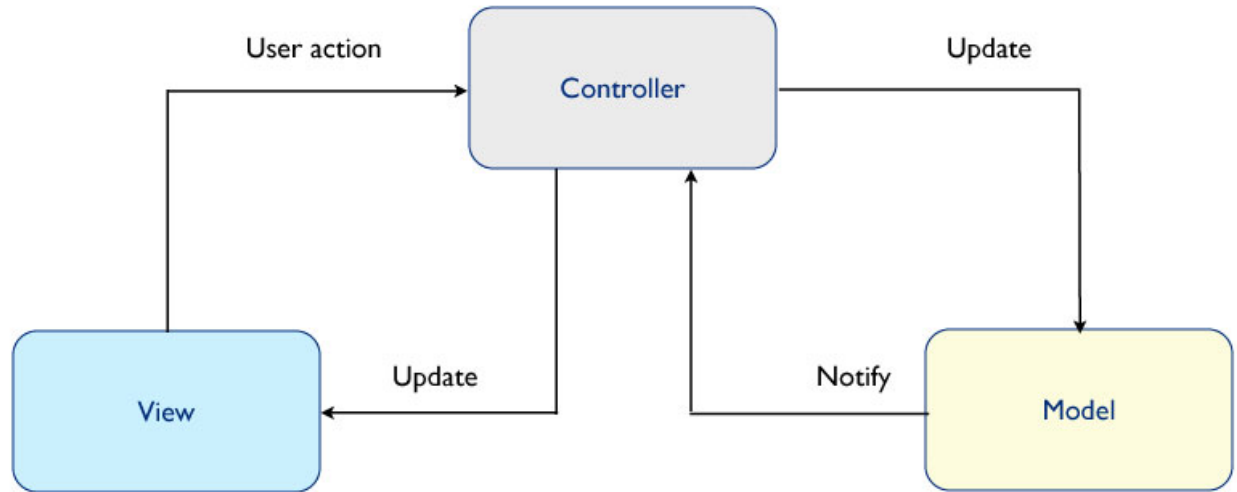 User action
Update
Controller
Update
Notify
View
Model